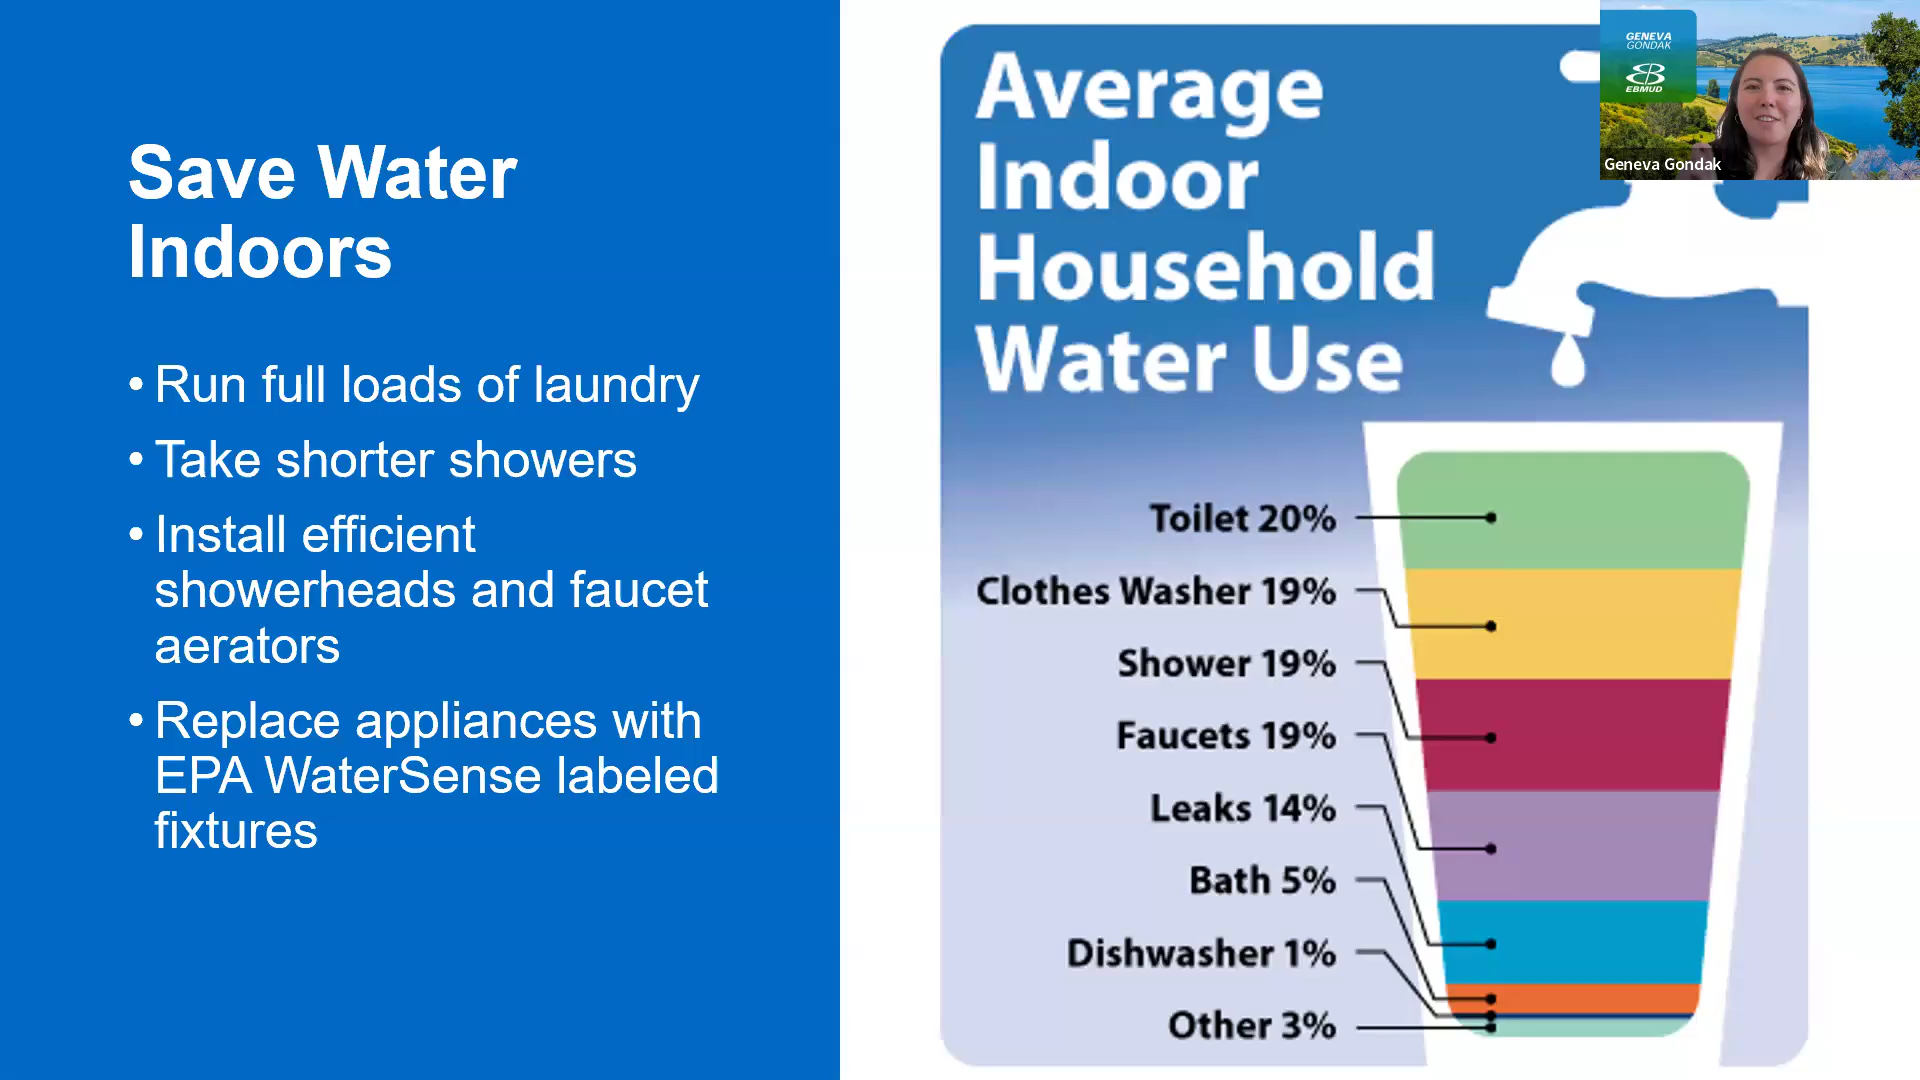 Save Water
Indoors
• Run full loads of laundry
• Take shorter showers
• Install efficient
showerheads and faucet
aerators
• Replace appliances with
EPA WaterSense labeled
fixtures
Average
Indoor
Household
Water Use
Toilet 20%
Clothes Washer 19%
Shower 19%
Faucets 19%
Leaks 14%
Bath 5%
Dishwasher 1%
Other 3%
GENEVA
GONDAK
EBMUD
Geneva Gondak